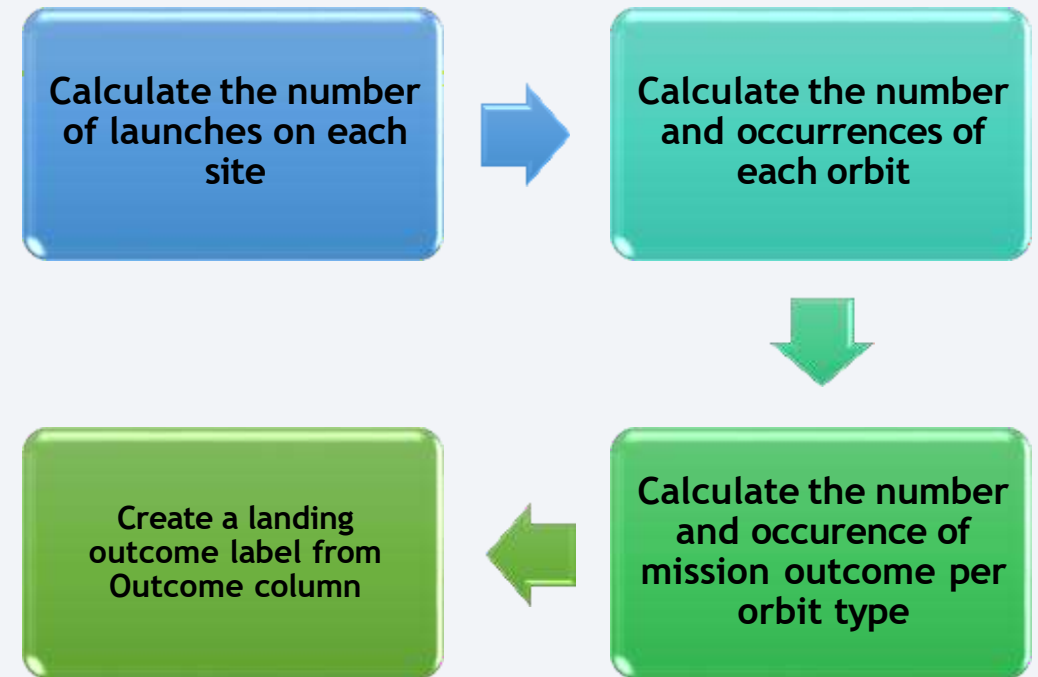 Calculate the number
of launches on each
site
Calculate the number
and occurrences of
each orbit
Calculate the number
and occurence of
mission outcome per
orbit type
Create a landing
outcome label from
Outcome column